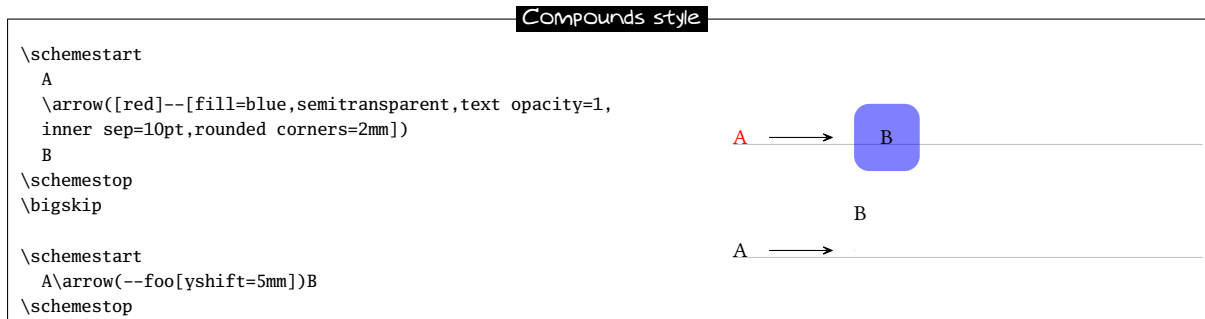 Compounds style
\schemestart
A
\arrow([red]--[fill=blue,semitransparent,text opacity=1,
inner sep=10pt,rounded corners=2mm])
B
\schemestop
\bigskip
\schemestart
A\arrow(--foo[yshift=5mm])B
\schemestop
A B
B
A